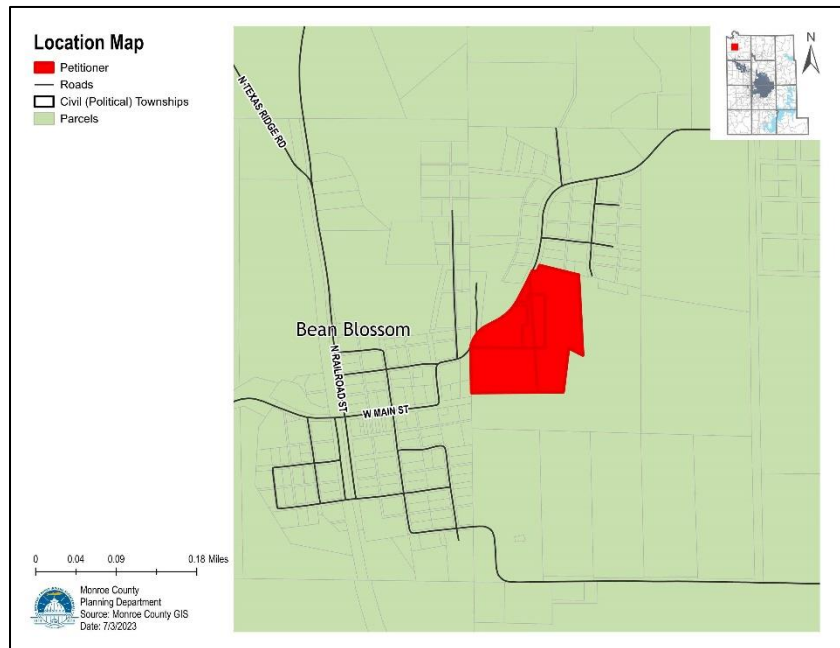 Location Map
Petitioner
Roads
Civil (Political) Townships
Parcels
N
N TEXAS RIDGE RD
Bean Blossom
N RAILROAD ST
W MAIN ST
0 0.04 0.09 0.18 Miles
Monroe County
Planning Department
Source: Monroe County GIS
Date: 7/3/2023